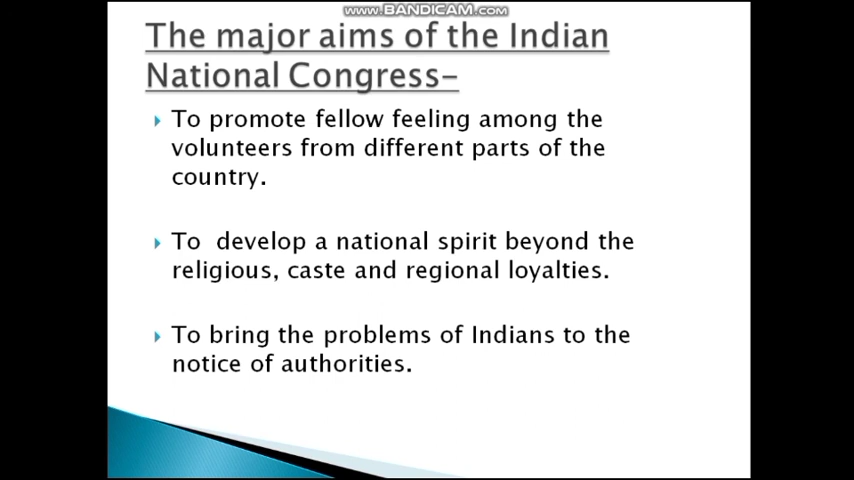 www.BANDICAM.com
The major aims of the Indian
National Congress-
To promote fellow feeling among the
volunteers from different parts of the
country.
To  develop a national spirit beyond the
religious, caste and regional loyalties.
To bring the problems of Indians to the
notice of authorities.